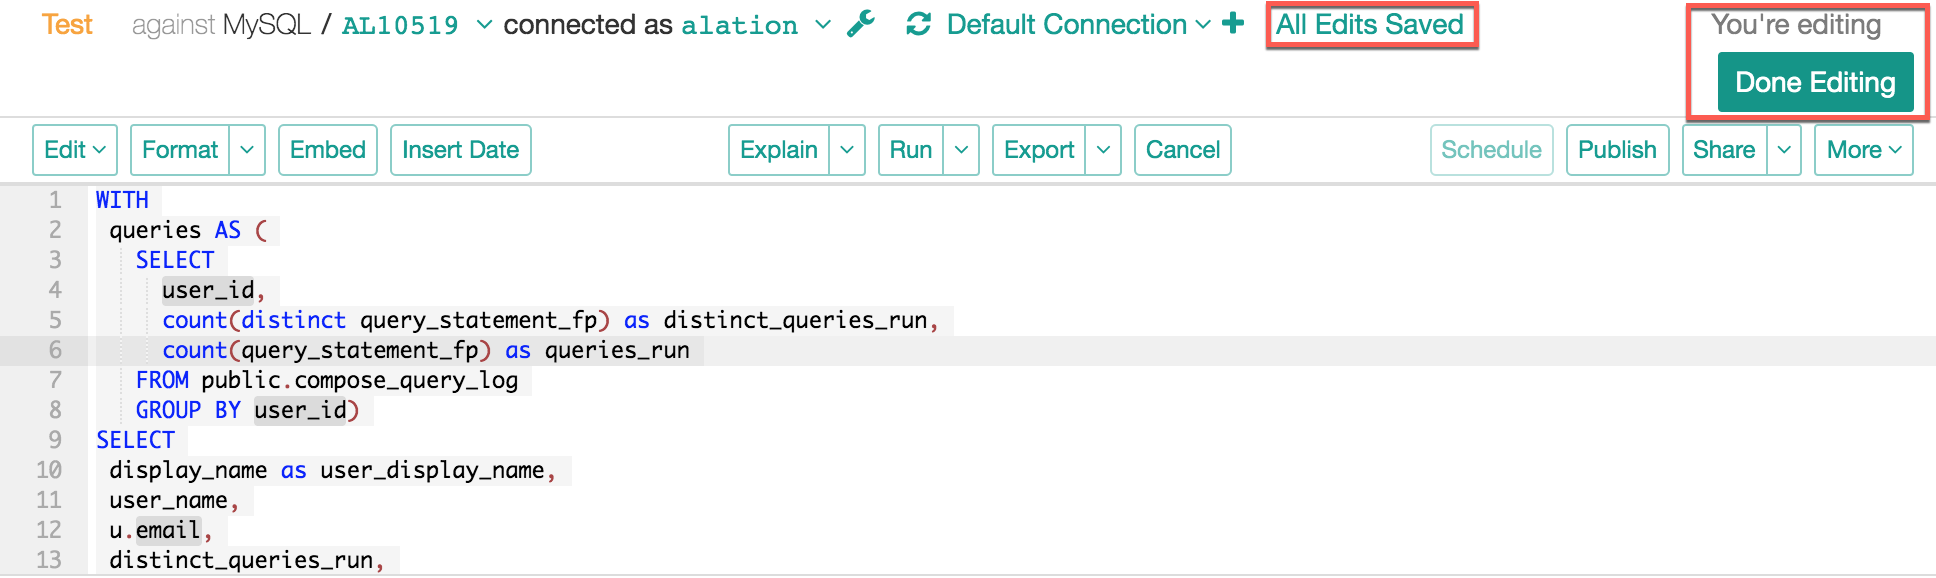 Test against MySQL / AL10519 connected as alation Default Connection All Edits Saved You're editing
Done Editing
Edit Format Embed Insert Date Explain Run Export Cancel Schedule Publish Share More
1 WITH
2 queries AS (
3 SELECT
4 user_id,
5 count(distinct query_statement_fp) as distinct_queries_run,
6 count(query_statement_fp) as queries_run
7 FROM public.compose_query_log
8 GROUP BY user_id)
9 SELECT
10 display_name as user_display_name,
11 user_name,
12 u.email,
13 distinct_queries_run,